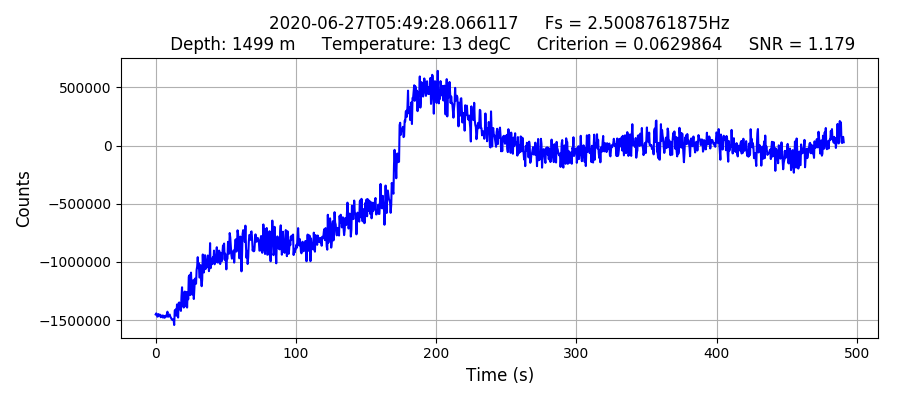 2020-06-27T05:49:28.066117 Fs = 2.5008761875Hz
Depth: 1499 m Temperature: 13 degC Criterion = 0.0629864 SNR = 1.179
500000
0
−500000
−1000000
−1500000
Counts
0 100 200 300 400 500
Time (s)